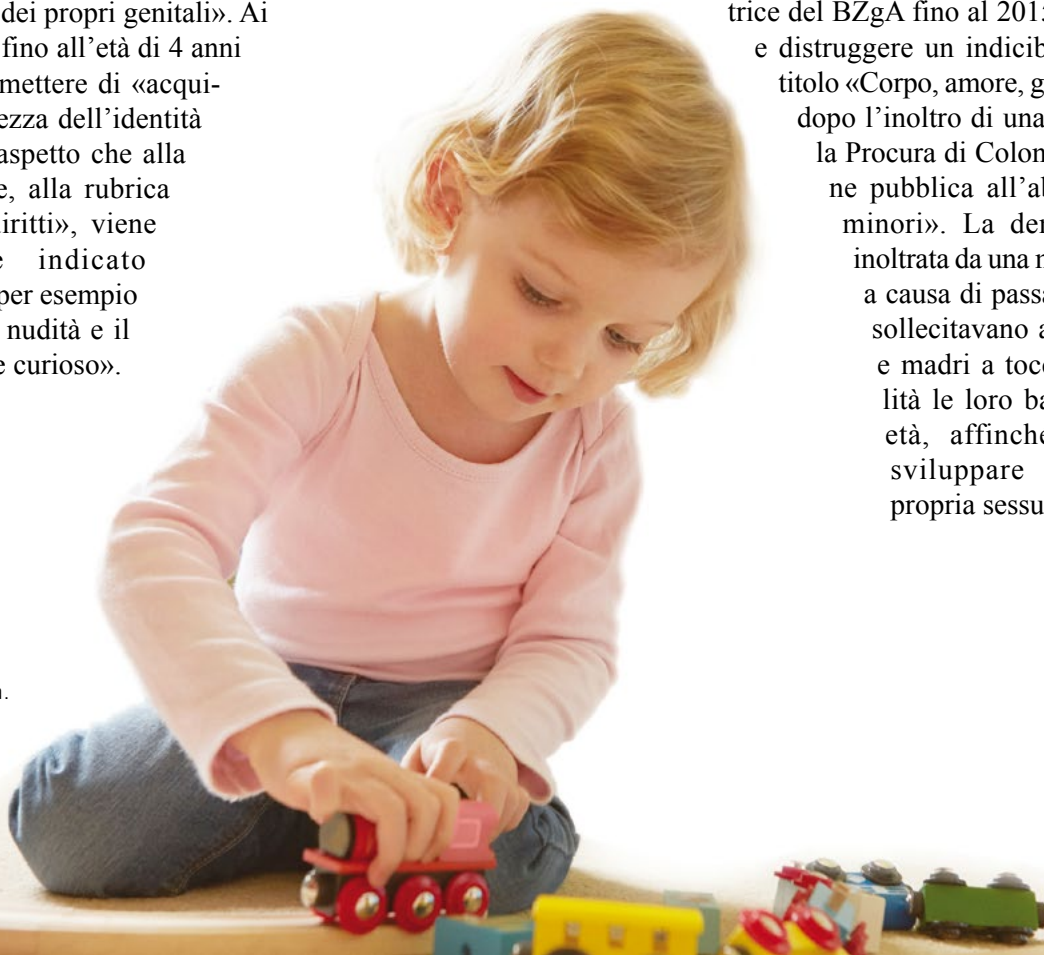 dei propri genitali». Ai
fino all'età di 4 anni
mettere di «acqui-
ezza dell'identità
aspetto che alla
e, alla rubrica
iritti», viene
e indicato
per esempio
nudità e il
e curioso».
trice del BZgA fino al 201
e distruggere un indicib
titolo «Corpo, amore, g
dopo l'inoltro di una
la Procura di Colon
ne pubblica all'ab
minori». La den
inoltrata da una
a causa di passa
sollecitavano a
e madri a tocc
lità le loro ba
età, affinche
sviluppare
propria sessu